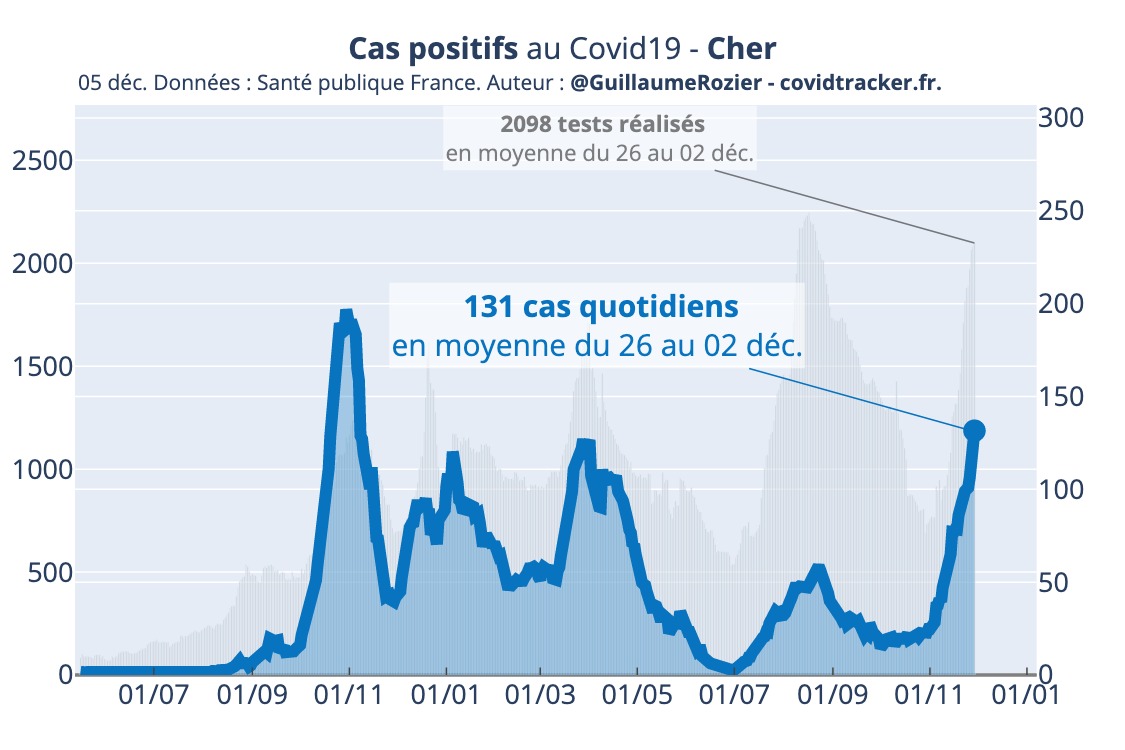 Cas positifs au Covid19 - Cher
05 déc. Données : Santé publique France. Auteur : @GuillaumeRozier - covidtracker.fr.
2098 tests réalisés
en moyenne du 26 au 02 déc.
131 cas quotidiens
en moyenne du 26 au 02 déc.
2500
2000
1500
1000
500
0
300
250
200
150
100
50
0
01/07 01/09 01/11 01/01 01/03 01/05 01/07 01/09 01/11 01/01